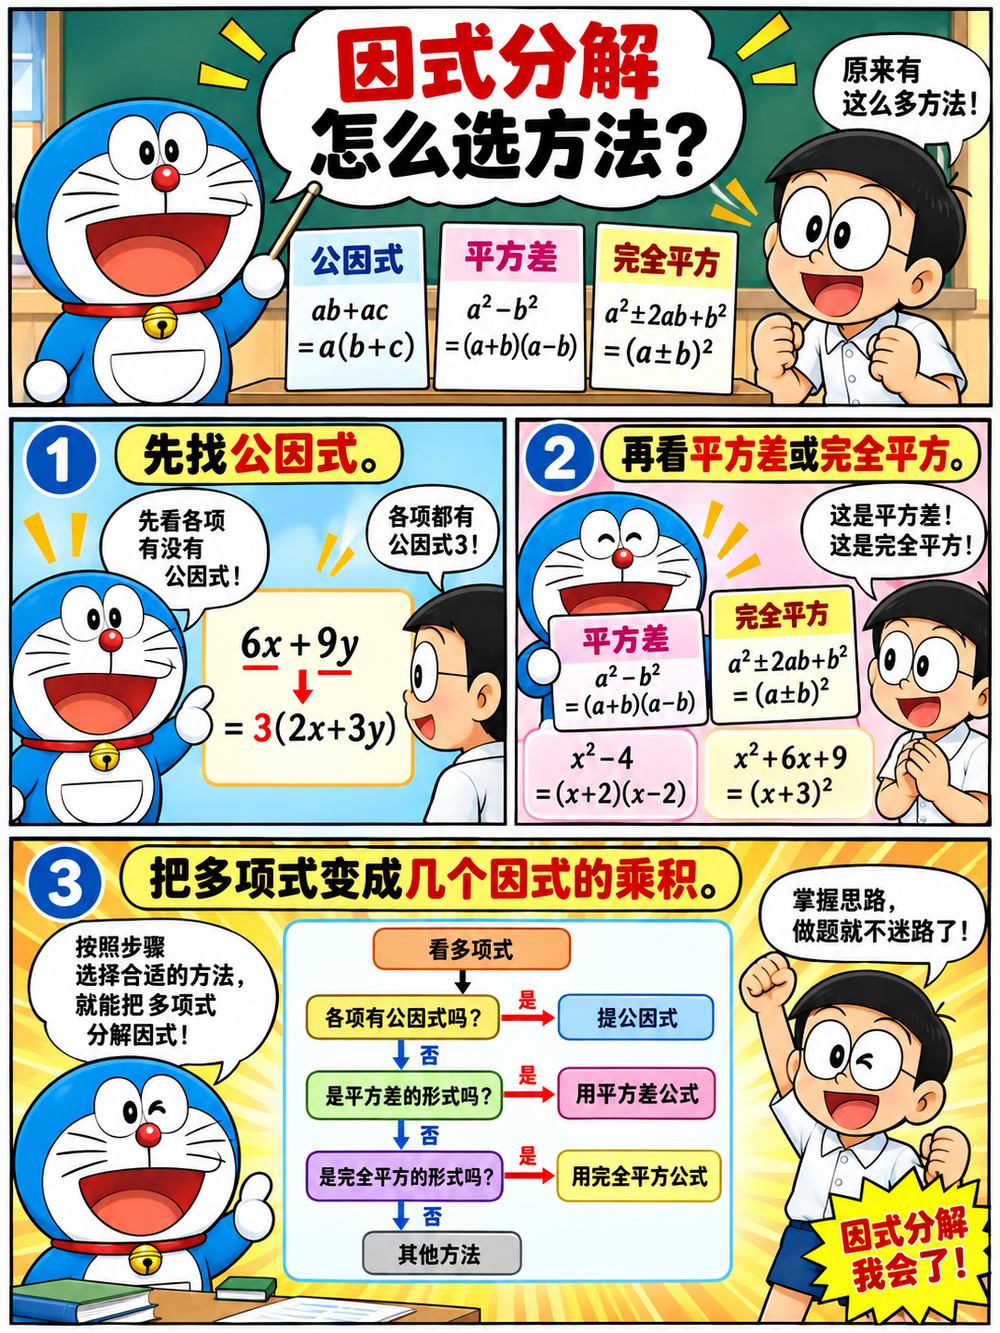 因式分解
怎么选方法?
原来有
这么多方法!
公因式
ab+ac
=a(b+c)
平方差
a²-b²
=(a+b)(a-b)
完全平方
a²±2ab+b²
=(a±b)²
1
先找公因式。
先看各项
有没有
公因式!
各项都有
公因式3!
6x+9y
=3(2x+3y)
2
再看平方差或完全平方。
这是平方差!
这是完全平方!
平方差
a²-b²
=(a+b)(a-b)
完全平方
a²±2ab+b²
=(a±b)²
x²-4
=(x+2)(x-2)
x²+6x+9
=(x+3)²
3
把多项式变成几个因式的乘积。
按照步骤
选择合适的方法,
就能把多项式
分解因式!
掌握思路,
做题就不迷路了!
看多项式
各项有公因式吗?
是
提公因式
否
是平方差的形式吗?
是
用平方差公式
否
是完全平方的形式吗?
是
用完全平方公式
否
其他方法
因式分解
我会了!